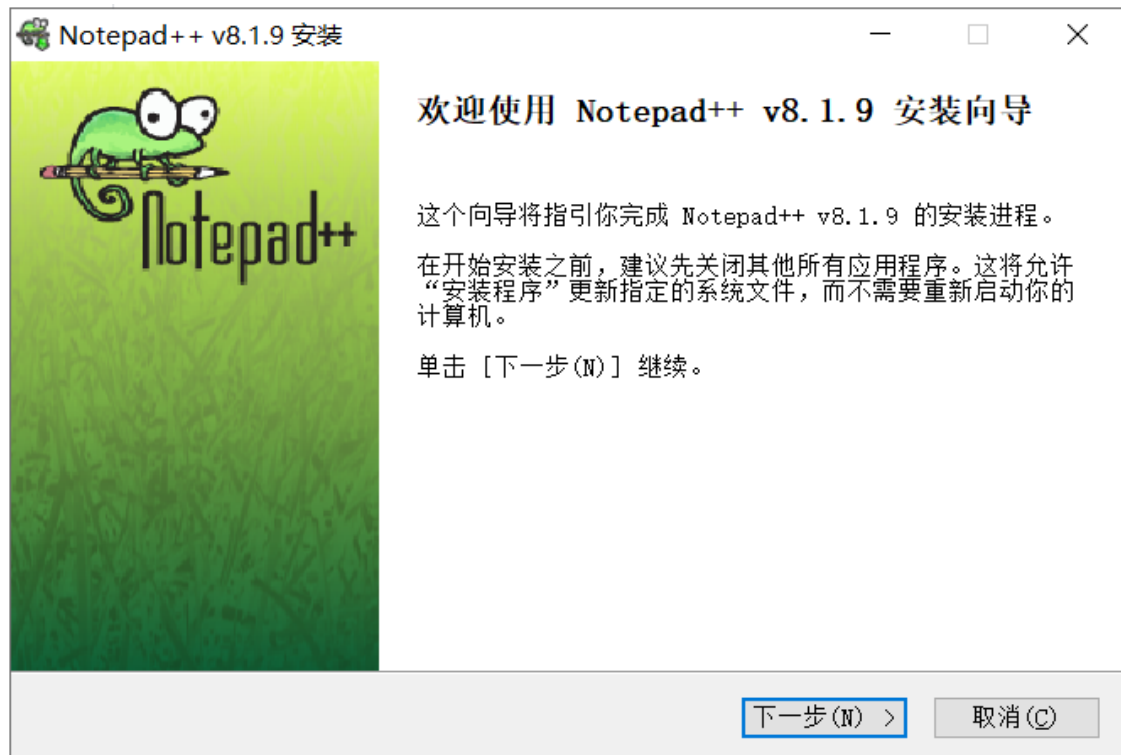 Notepad++ v8.1.9 安装
Notepad++
欢迎使用 Notepad++ v8.1.9 安装向导
这个向导将指引你完成 Notepad++ v8.1.9 的安装进程。
在开始安装之前，建议先关闭其他所有应用程序。这将允许
“安装程序”更新指定的系统文件，而不需要重新启动你的
计算机。
单击 [下一步(N)] 继续。
下一步(N) >
取消(C)